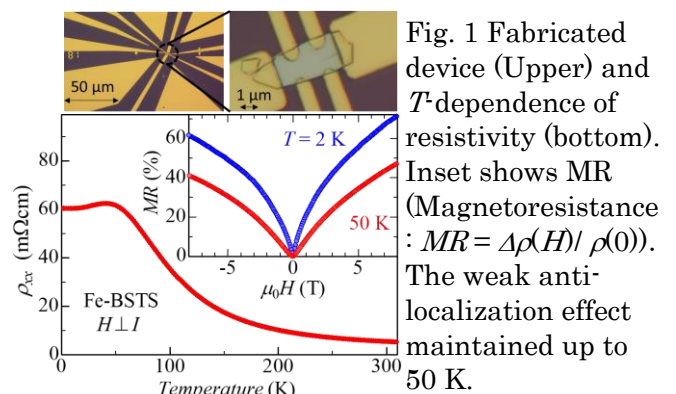 50 μm
1 μm
Fig. 1 Fabricated
device (Upper) and
T-dependence of
resistivity (bottom).
Inset shows MR
(Magnetoresistance
: MR = Δρ(H)/ ρ(0)).
The weak anti-
localization effect
maintained up to
50 K.
80
60
40
20
0
ρxx (mΩcm)
Fe-BSTS
H⊥I
0
100
200
300
Temperature (K)
60
40
20
0
MR (%)
T = 2 K
50 K
-5
0
5
μ0H (T)